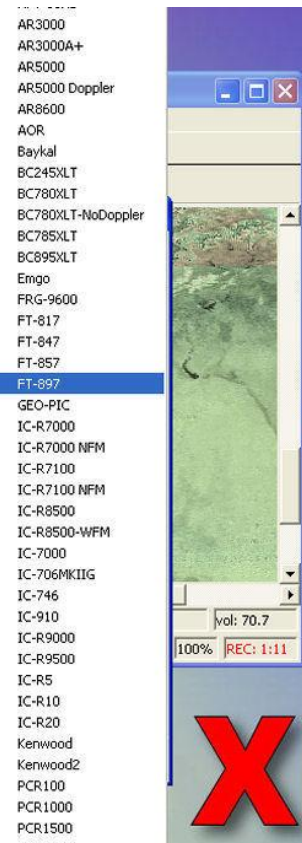 AR3000
AR3000A+
AR5000
AR5000 Doppler
AR8600
AOR
Baykal
BC245XLT
BC780XLT
BC780XLT-NoDoppler
BC785XLT
BC895XLT
Emgo
FRG-9600
FT-817
FT-847
FT-857
FT-897
GEO-PIC
IC-R7000
IC-R7000 NFM
IC-R7100
IC-R7100 NFM
IC-R8500
IC-R8500-WFM
IC-7000
IC-706MKIIG
IC-746
IC-910
IC-R9000
IC-R9500
IC-R5
IC-R10
IC-R20
Kenwood
Kenwood2
PCR100
PCR1000
PCR1500
vol: 70.7
100% REC: 1:11
X